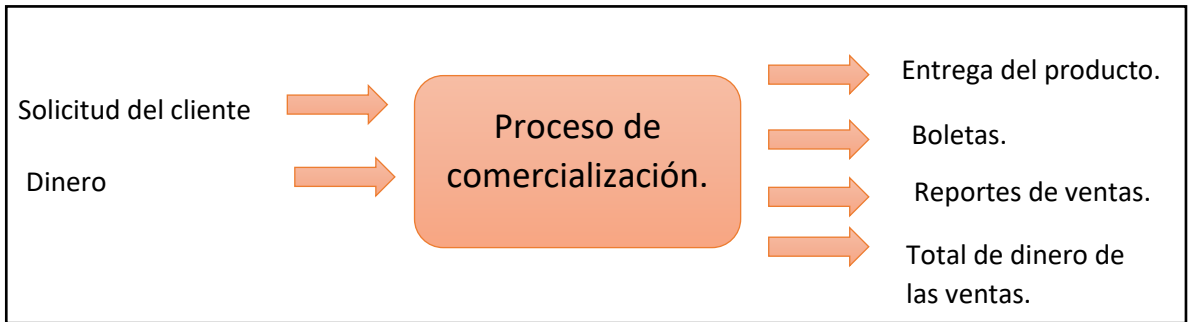 Solicitud del cliente
Dinero
Proceso de
comercialización.
Entrega del producto.
Boletas.
Reportes de ventas.
Total de dinero de
las ventas.